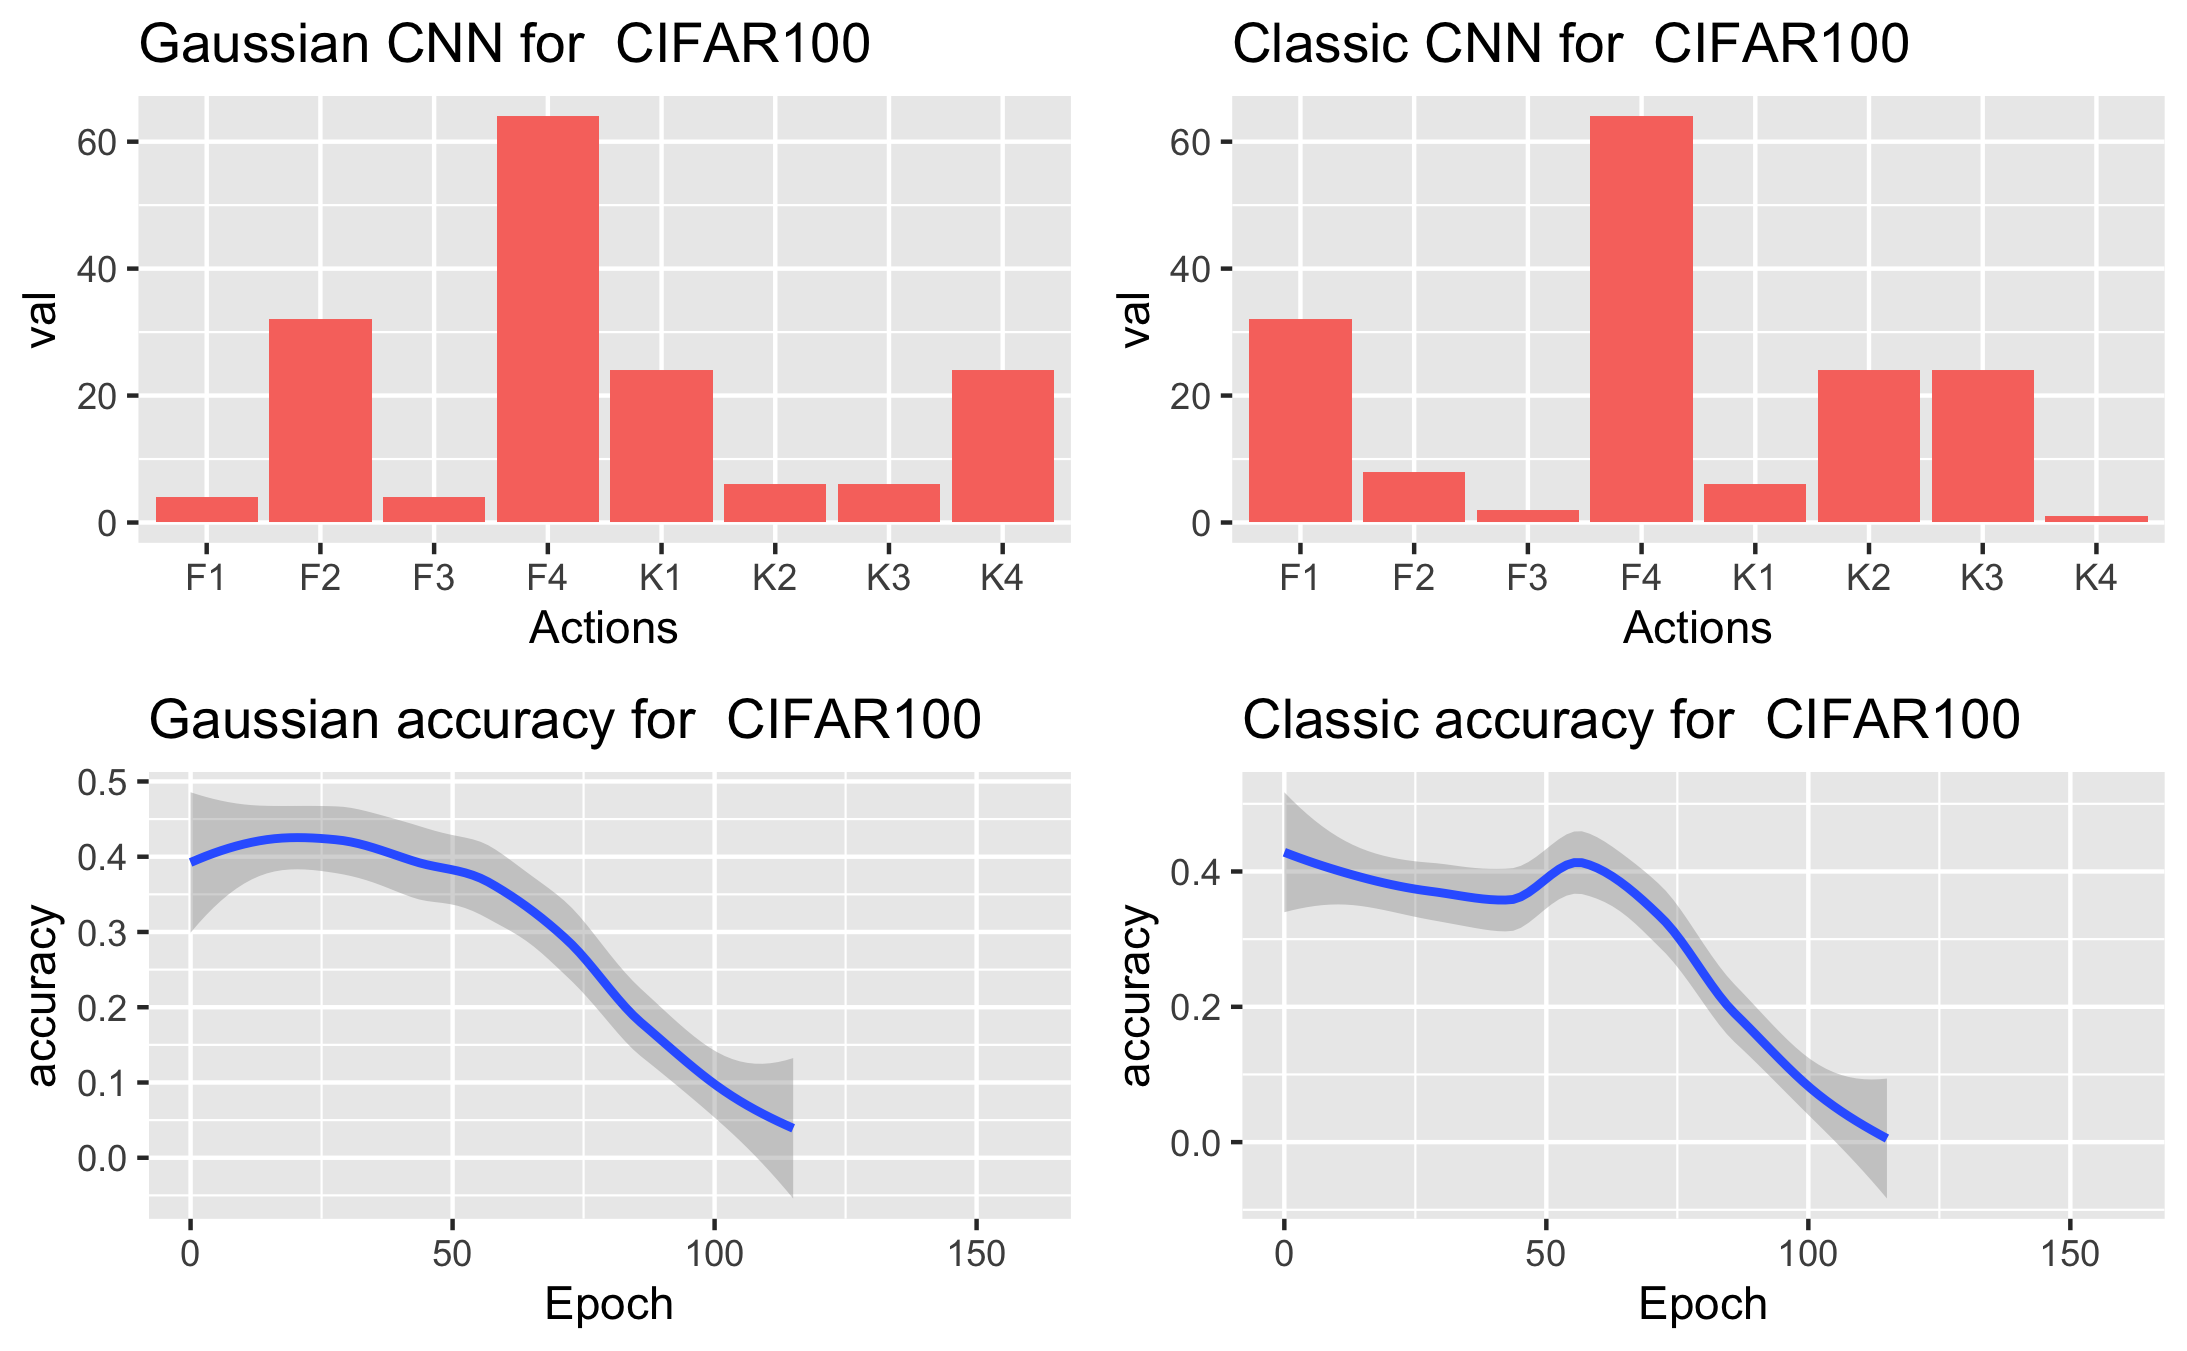 Gaussian CNN for  CIFAR100
val
60
40
20
0
F1 F2 F3 F4 K1 K2 K3 K4
Actions
Classic CNN for  CIFAR100
val
60
40
20
0
F1 F2 F3 F4 K1 K2 K3 K4
Actions
Gaussian accuracy for  CIFAR100
accuracy
0.5
0.4
0.3
0.2
0.1
0.0
0 50 100 150
Epoch
Classic accuracy for  CIFAR100
accuracy
0.4
0.2
0.0
0 50 100 150
Epoch